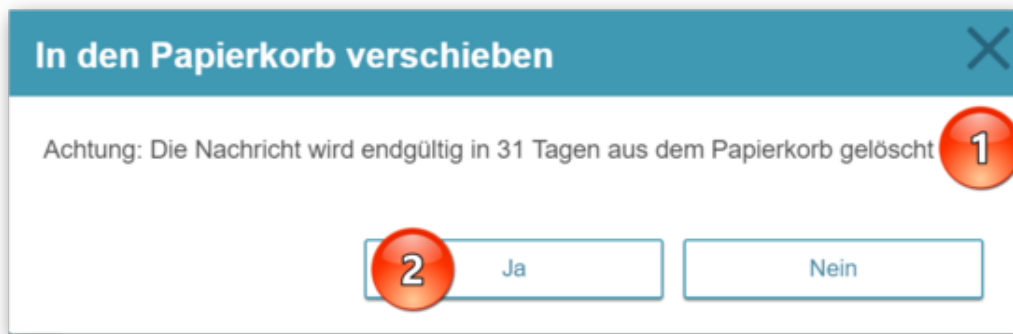 In den Papierkorb verschieben
Achtung: Die Nachricht wird endgültig in 31 Tagen aus dem Papierkorb gelöscht 1
2 Ja Nein